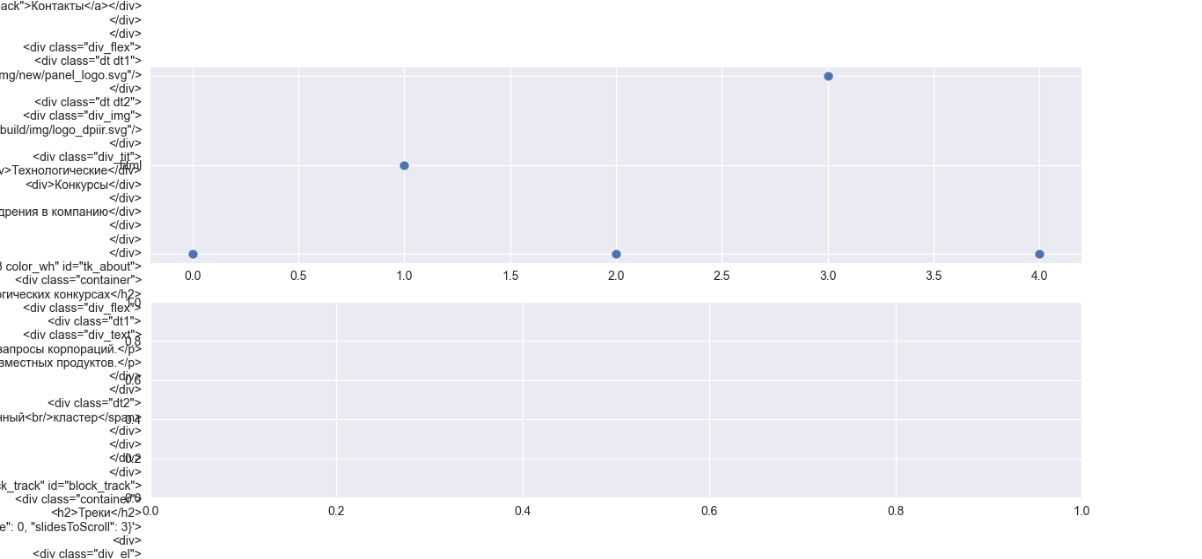 ack">Контакты</a></div>
</div>
</div>
<div class="div_flex">
<div class="dt dt1">
mg/new/panel_logo.svg"/>
</div>
<div class="dt dt2">
<div class="div_img">
build/img/logo_dpiir.svg"/>
</div>
<div class="div_tit">
html
v>Технологические</div>
<div>Конкурсы</div>
</div>
дрения в компанию</div>
</div>
</div>
</div>
0.0 0.5 1.0 1.5 2.0 2.5 3.0 3.5 4.0
color_wh" id="tk_about">
<div class="container">
огических конкурсах</h2>
1.0
<div class="div_flex">
<div class="dt1">
<div class="div_text">
0.8
запросы корпораций.</p>
вместных продуктов.</p>
</div>
0.6
</div>
<div class="dt2">
нный<br/>кластер</span>
0.4
</div>
</div>
</div>
0.2
</div>
ck_track" id="block_track">
<div class="container">
0.0
<h2>Треки</h2>
0.0 0.2 0.4 0.6 0.8 1.0
e": 0, "slidesToScroll": 3}'>
<div>
<div class="div_el">